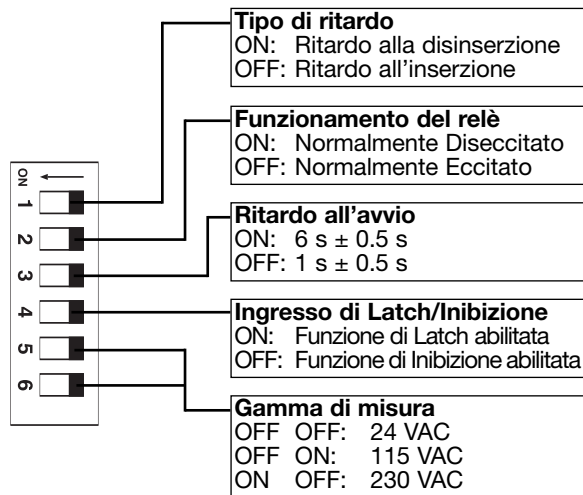 Tipo di ritardo
ON: Ritardo alla disinserzione
OFF: Ritardo all'inserzione
Funzionamento del relè
ON: Normalmente Diseccitato
OFF: Normalmente Eccitato
ON
1
2
3
4
5
6
Ritardo all'avvio
ON: 6 s ± 0.5 s
OFF: 1 s ± 0.5 s
Ingresso di Latch/Inibizione
ON: Funzione di Latch abilitata
OFF: Funzione di Inibizione abilitata
Gamma di misura
OFF OFF: 24 VAC
OFF ON: 115 VAC
ON OFF: 230 VAC